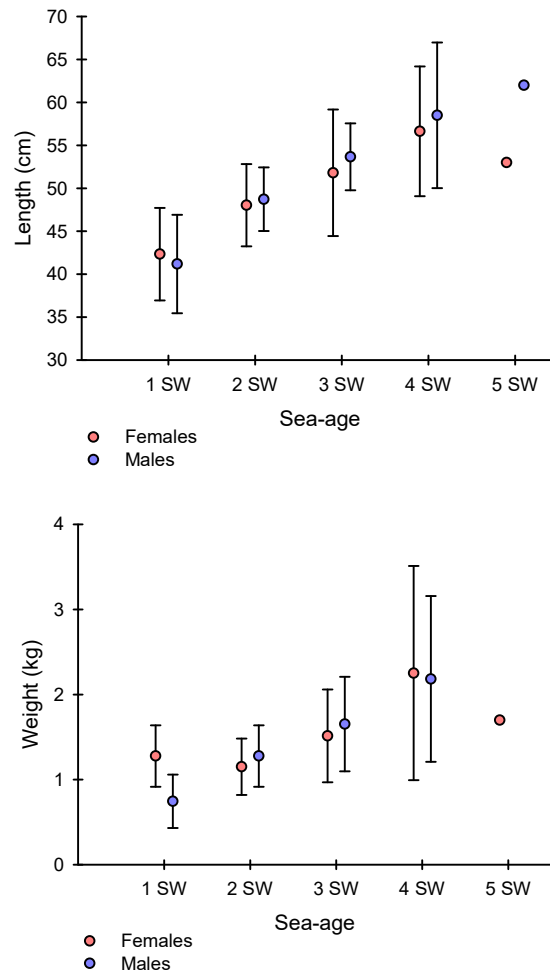 70
65
60
55
50
45
40
35
30
Length (cm)
1 SW 2 SW 3 SW 4 SW 5 SW
Sea-age
Females
Males
4
3
2
1
0
Weight (kg)
1 SW 2 SW 3 SW 4 SW 5 SW
Sea-age
Females
Males